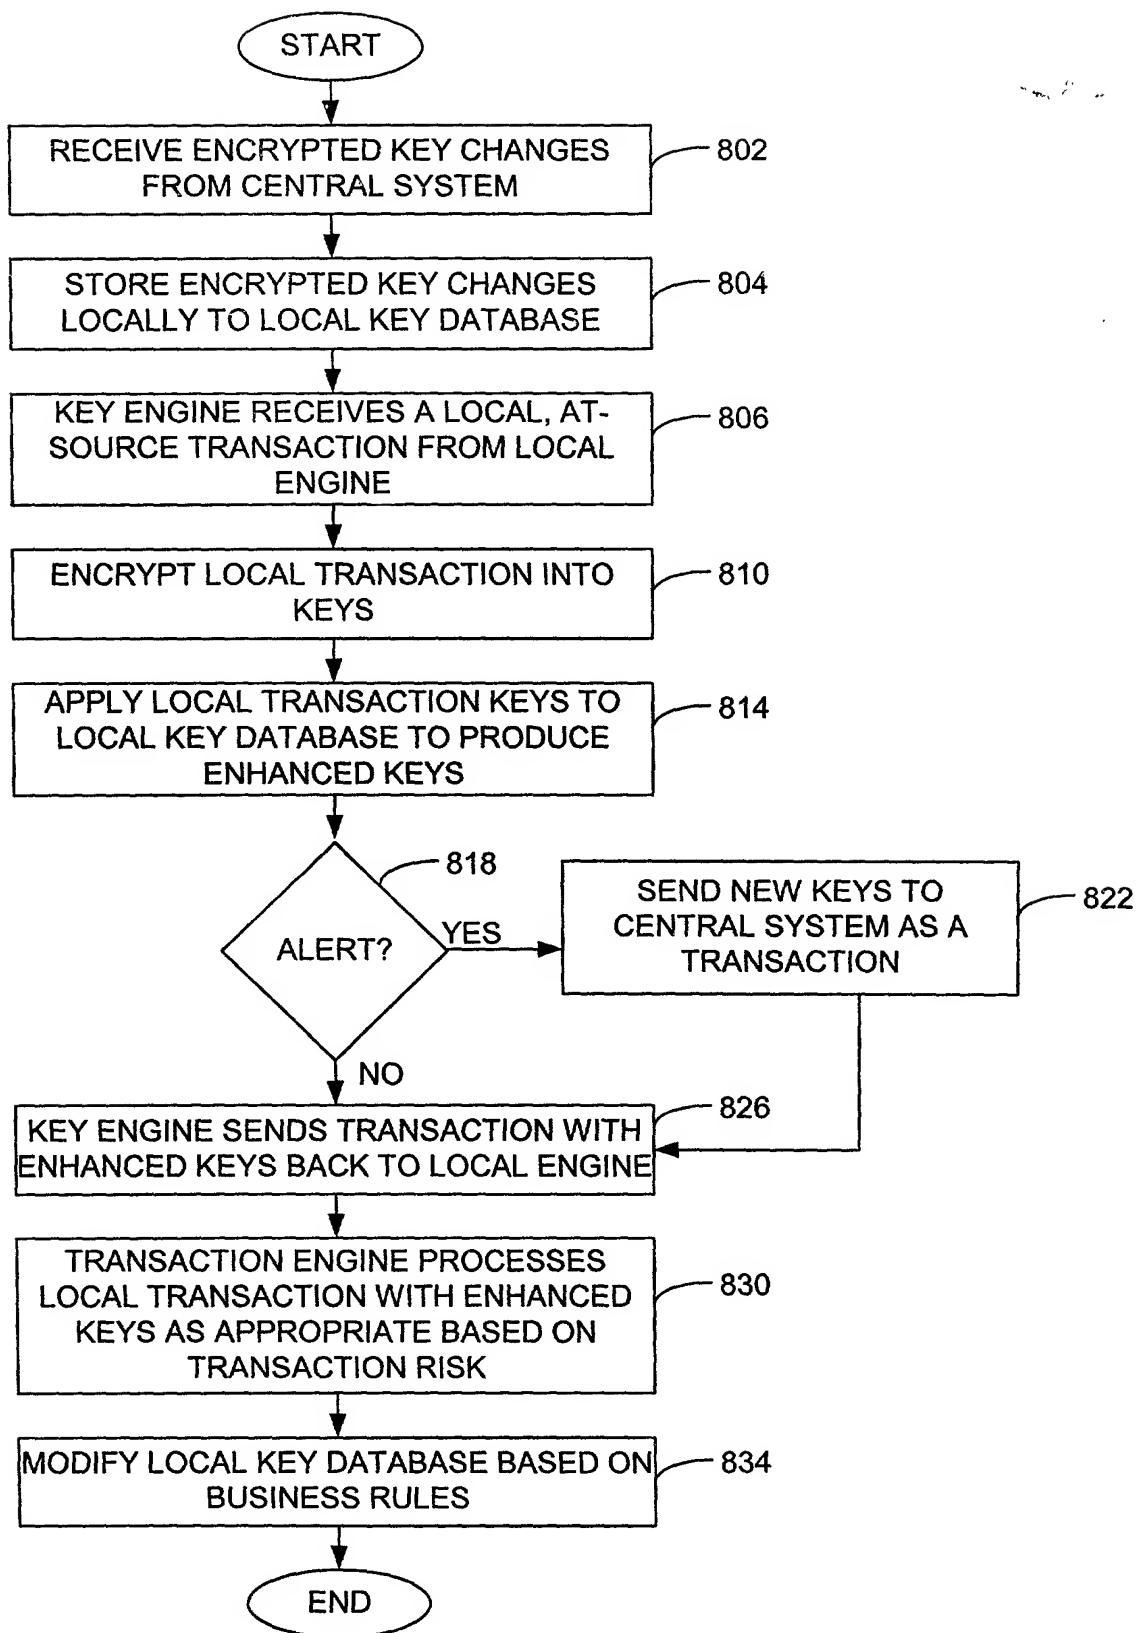 START
RECEIVE ENCRYPTED KEY CHANGES
FROM CENTRAL SYSTEM
802
STORE ENCRYPTED KEY CHANGES
LOCALLY TO LOCAL KEY DATABASE
804
KEY ENGINE RECEIVES A LOCAL, AT-
SOURCE TRANSACTION FROM LOCAL
ENGINE
806
ENCRYPT LOCAL TRANSACTION INTO
KEYS
810
APPLY LOCAL TRANSACTION KEYS TO
LOCAL KEY DATABASE TO PRODUCE
ENHANCED KEYS
814
818
ALERT?
YES
SEND NEW KEYS TO
CENTRAL SYSTEM AS A
TRANSACTION
822
NO
KEY ENGINE SENDS TRANSACTION WITH
ENHANCED KEYS BACK TO LOCAL ENGINE
826
TRANSACTION ENGINE PROCESSES
LOCAL TRANSACTION WITH ENHANCED
KEYS AS APPROPRIATE BASED ON
TRANSACTION RISK
830
MODIFY LOCAL KEY DATABASE BASED ON
BUSINESS RULES
834
END